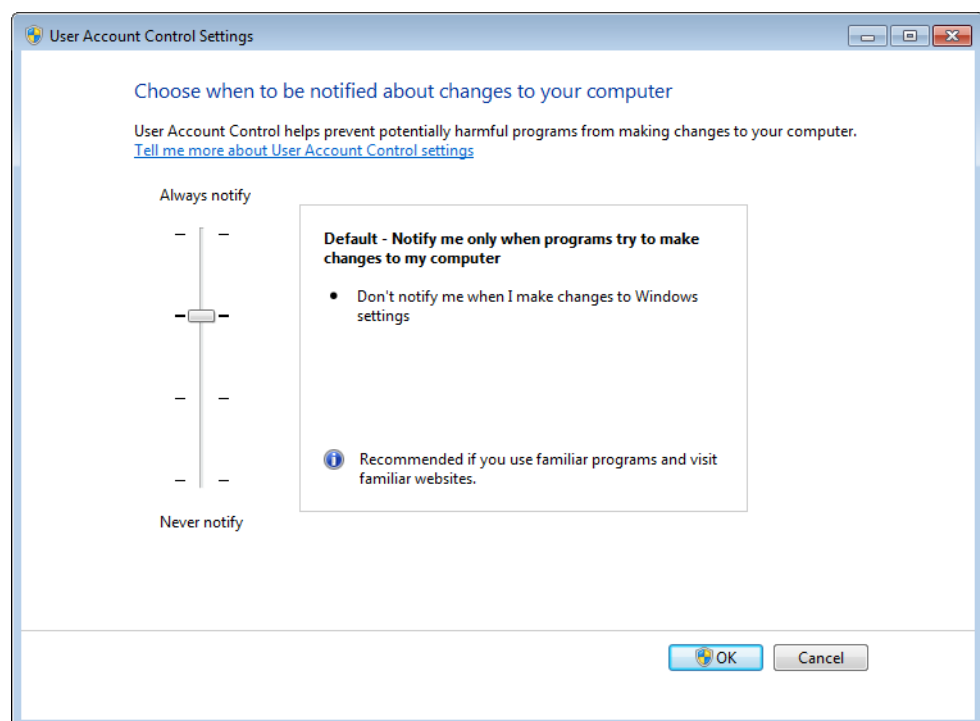 User Account Control Settings
Choose when to be notified about changes to your computer
User Account Control helps prevent potentially harmful programs from making changes to your computer.
Tell me more about User Account Control settings
Always notify
Default - Notify me only when programs try to make
changes to my computer
• Don't notify me when I make changes to Windows
settings
Recommended if you use familiar programs and visit
familiar websites.
Never notify
OK
Cancel